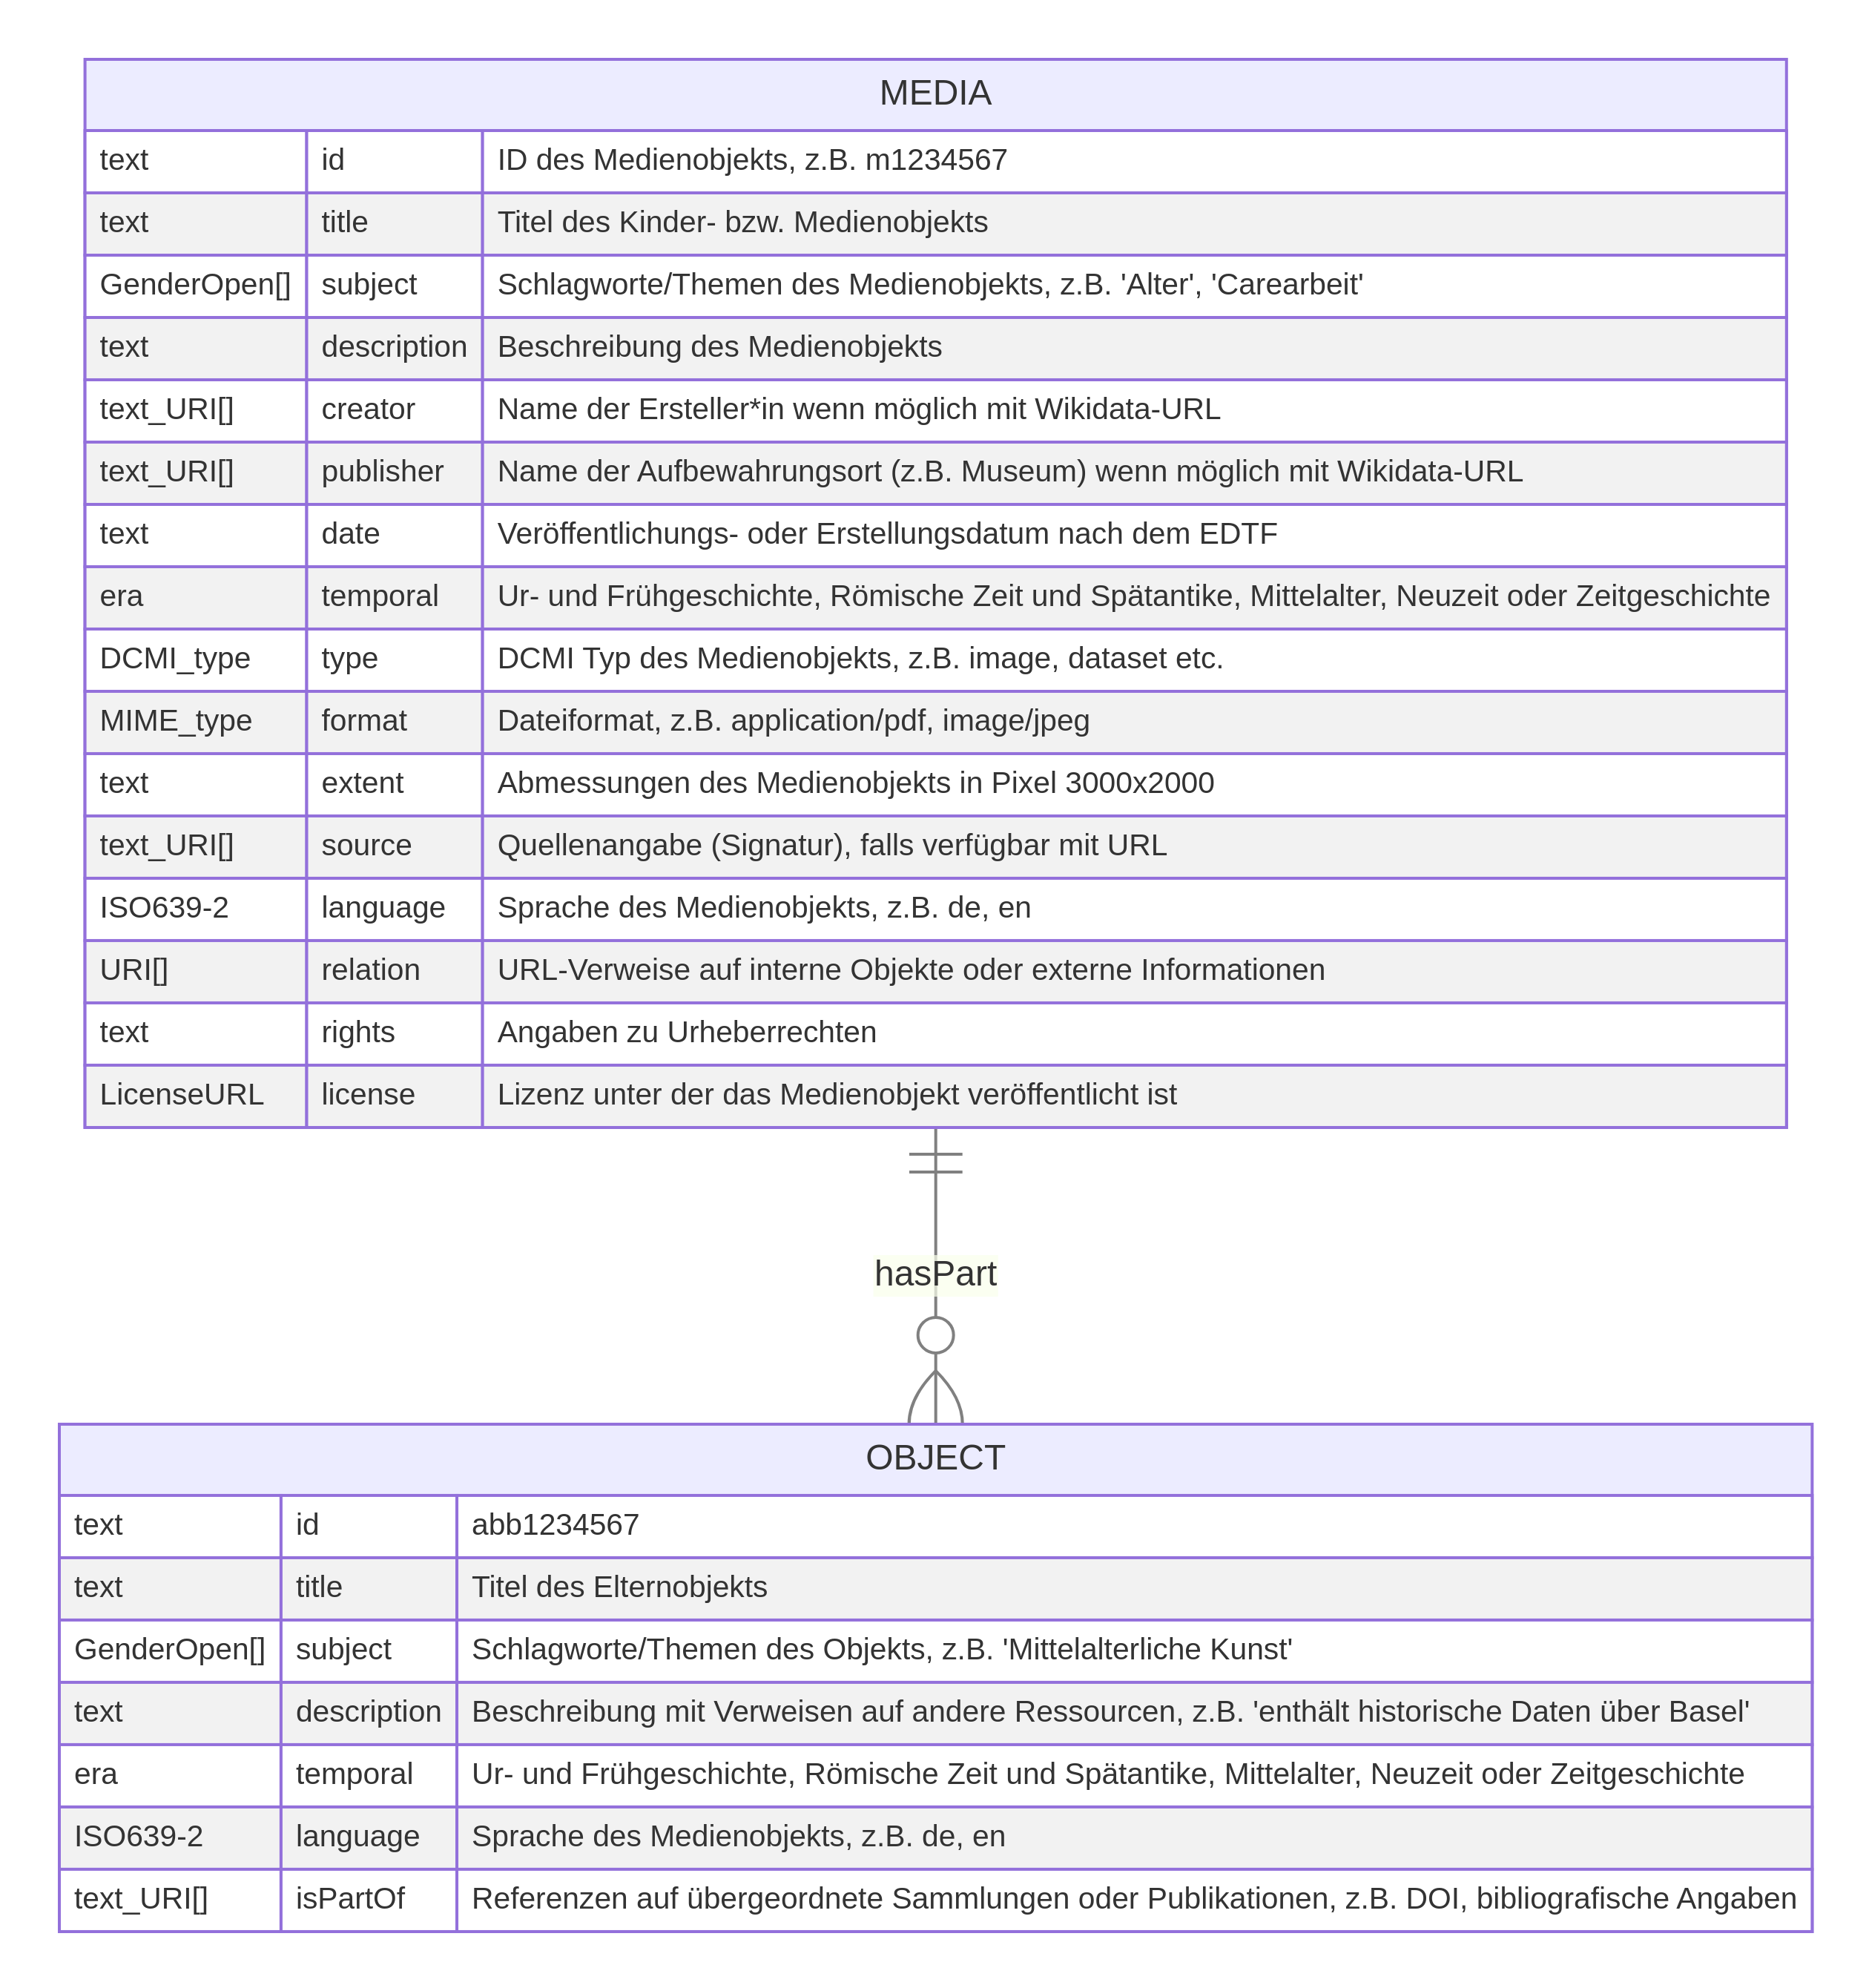 MEDIA
text id ID des Medienobjekts, z.B. m1234567
text title Titel des Kinder- bzw. Medienobjekts
GenderOpen[] subject Schlagworte/Themen des Medienobjekts, z.B. 'Alter', 'Carearbeit'
text description Beschreibung des Medienobjekts
text_URI[] creator Name der Ersteller*in wenn möglich mit Wikidata-URL
text_URI[] publisher Name der Aufbewahrungsort (z.B. Museum) wenn möglich mit Wikidata-URL
text date Veröffentlichungs- oder Erstellungsdatum nach dem EDTF
era temporal Ur- und Frühgeschichte, Römische Zeit und Spätantike, Mittelalter, Neuzeit oder Zeitgeschichte
DCMI_type type DCMI Typ des Medienobjekts, z.B. image, dataset etc.
MIME_type format Dateiformat, z.B. application/pdf, image/jpeg
text extent Abmessungen des Medienobjekts in Pixel 3000x2000
text_URI[] source Quellenangabe (Signatur), falls verfügbar mit URL
ISO639-2 language Sprache des Medienobjekts, z.B. de, en
URI[] relation URL-Verweise auf interne Objekte oder externe Informationen
text rights Angaben zu Urheberrechten
LicenseURL license Lizenz unter der das Medienobjekt veröffentlicht ist
hasPart
OBJECT
text id abb1234567
text title Titel des Elternobjekts
GenderOpen[] subject Schlagworte/Themen des Objekts, z.B. 'Mittelalterliche Kunst'
text description Beschreibung mit Verweisen auf andere Ressourcen, z.B. 'enthält historische Daten über Basel'
era temporal Ur- und Frühgeschichte, Römische Zeit und Spätantike, Mittelalter, Neuzeit oder Zeitgeschichte
ISO639-2 language Sprache des Medienobjekts, z.B. de, en
text_URI[] isPartOf Referenzen auf übergeordnete Sammlungen oder Publikationen, z.B. DOI, bibliografische Angaben